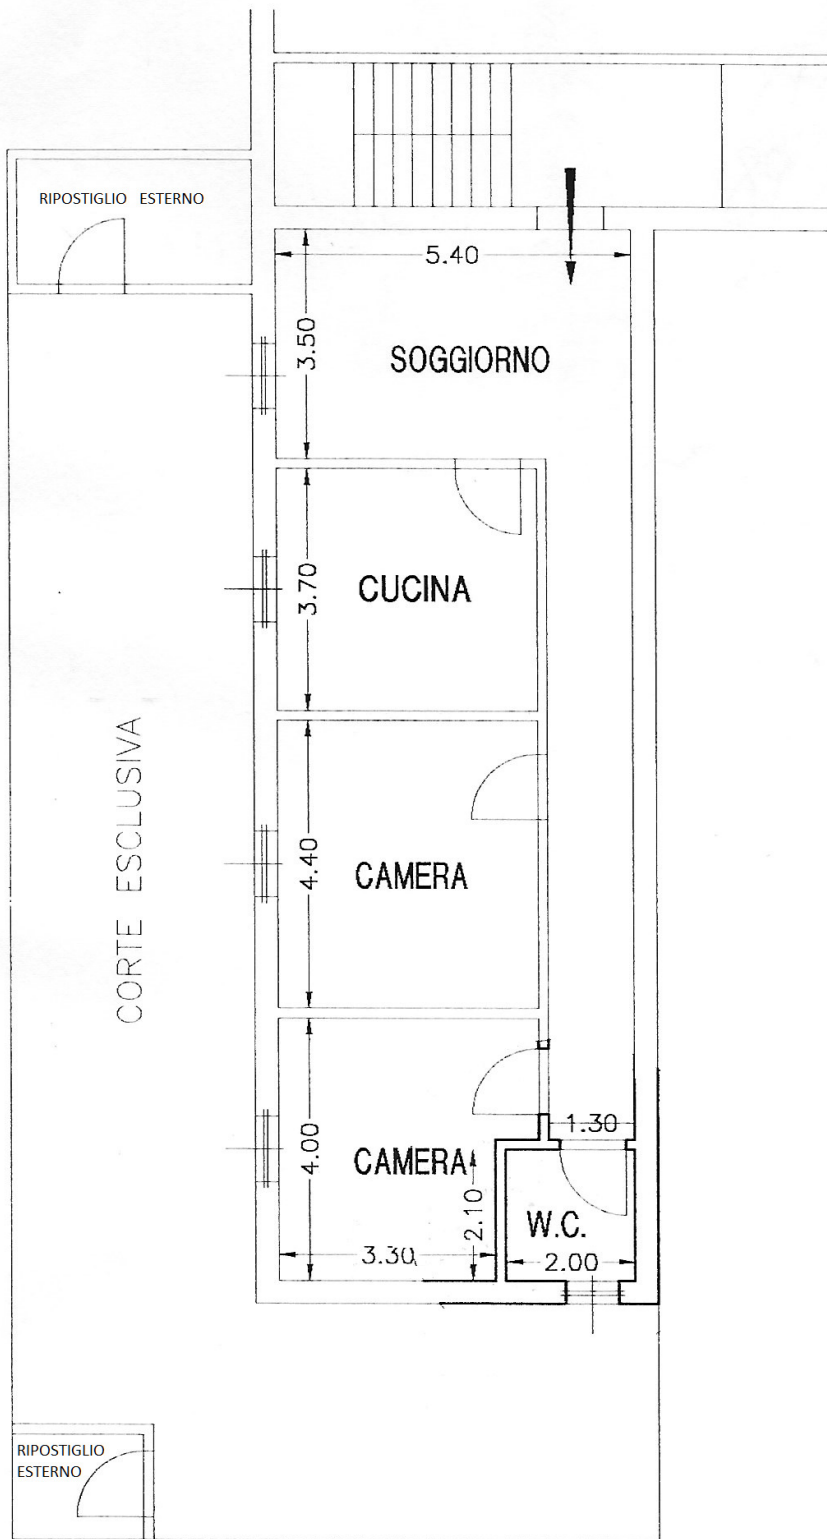 RIPOSTIGLIO ESTERNO
5.40
3.50
SOGGIORNO
3.70
CUCINA
CORTE ESCLUSIVA
4.40
CAMERA
1.30
4.00
CAMERA
2.10
W.C.
3.30
2.00
RIPOSTIGLIO
ESTERNO